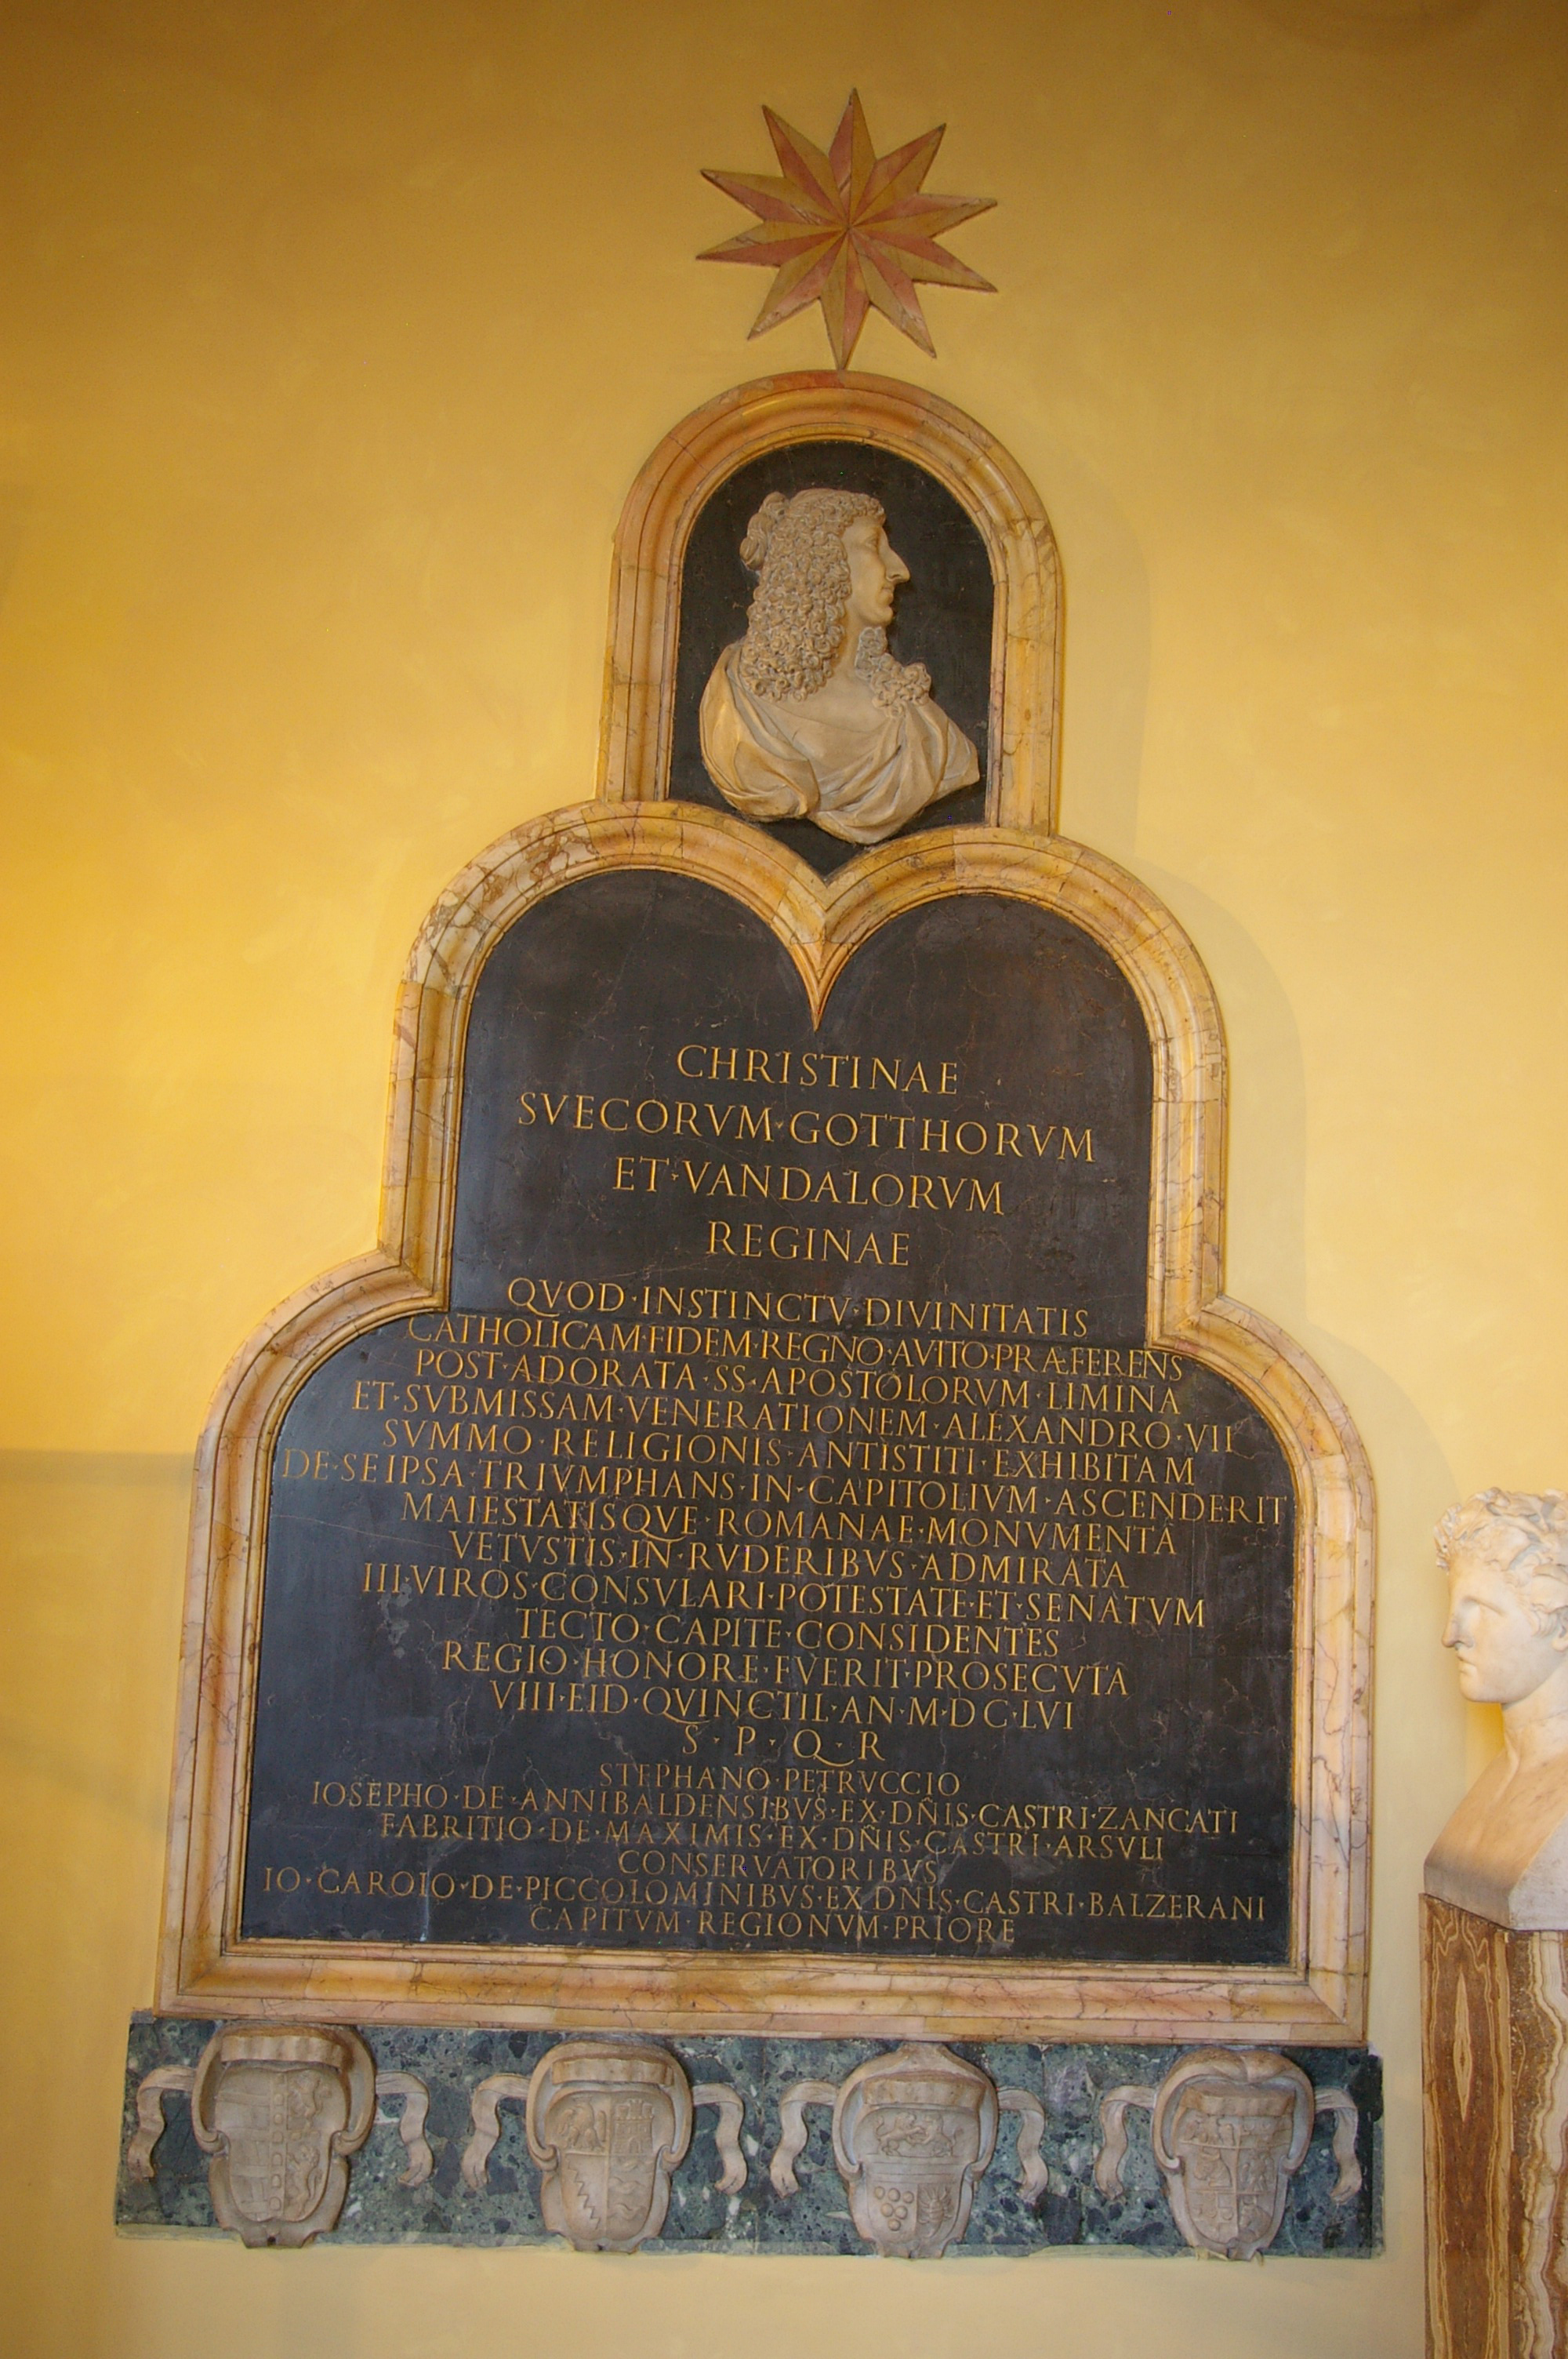 CHRISTINAE
SVECORVM·GOTTHORVM
ET·VANDALORVM
REGINAE
QVOD·INSTINCTV·DIVINITATIS
CATHOLICAM·FIDEM·REGNO·AVITO·PRÆFERENS
POST·ADORATA·SS·APOSTOLORVM·LIMINA
ET·SVBMISSAM·VENERATIONEM·ALEXANDRO·VII
SVMMO·RELIGIONIS·ANTISTITI·EXHIBITAM
DE·SEIPSA·TRIVMPHANS·IN·CAPITOLIVM·ASCENDERIT
MAIESTATISQVE·ROMANAE·MONVMENTA
VETVSTIS·IN·RVDERIBVS·ADMIRATA
III·VIROS·CONSVLARI·POTESTATE·ET·SENATVM
TECTO·CAPITE·CONSIDENTES
REGIO·HONORE·FVERIT·PROSECVTA
VIII·EID·QVINCTIL·AN·M·D·C·LVI
S·P·Q·R
STEPHANO·PETRVCCIO
IOSEPHO·DE·ANNIBALDENSIBVS·EX·DÑIS·CASTRI·ZANCATI
FABRITIO·DE·MAXIMIS·EX·DÑIS·CASTRI·ARSVLI
CONSERVATORIBVS
IO·CAROLO·DE·PICCOLOMINIBVS·EX·DÑIS·CASTRI·BALZERANI
CAPITVM·REGIONVM·PRIORE